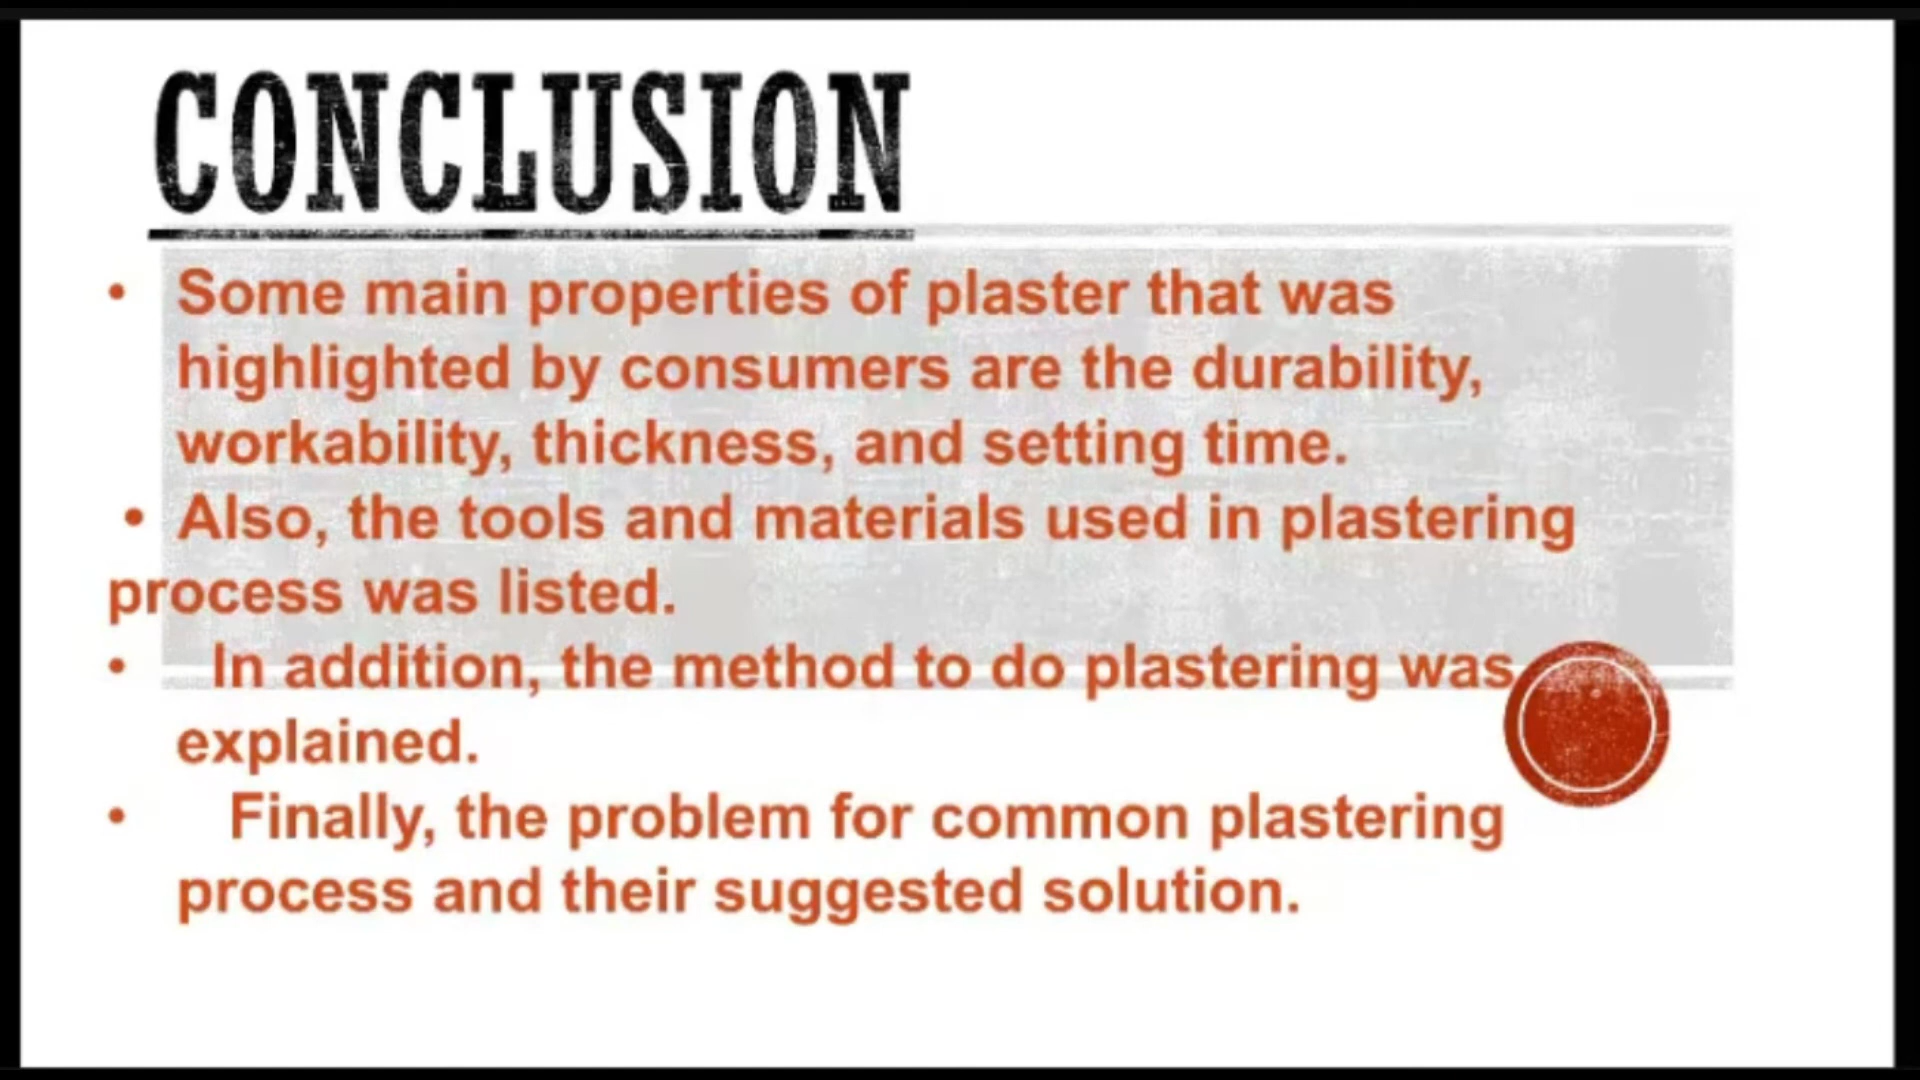 CONCLUSION
• Some main properties of plaster that was
highlighted by consumers are the durability,
workability, thickness, and setting time.
• Also, the tools and materials used in plastering
process was listed.
• In addition, the method to do plastering was
explained.
• Finally, the problem for common plastering
process and their suggested solution.